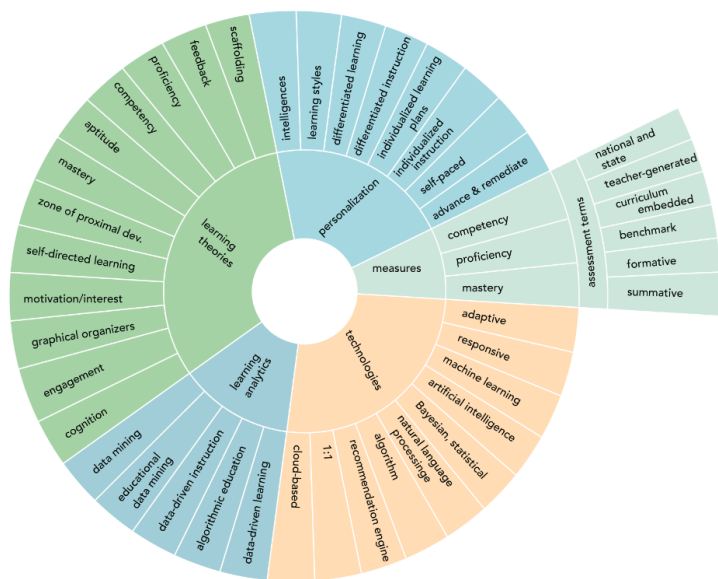 scaffolding
feedback
proficiency
competency
aptitude
mastery
zone of proximal dev.
self-directed learning
motivation/interest
graphical organizers
engagement
cognition
learning
theories
intelligences
learning styles
differentiated learning
differentiated instruction
individualized learning
plans
individualized
instruction
self-paced
advance & remediate
personalization
measures
competency
proficiency
mastery
assessment terms
national and
state
teacher-generated
curriculum
embedded
benchmark
formative
summative
technologies
adaptive
responsive
machine learning
artificial intelligence
Bayesian, statistical
natural language
processinge
algorithm
recommendation engine
1:1
cloud-based
learning
analytics
data mining
educational
data mining
data-driven instruction
algorithmic education
data-driven learning